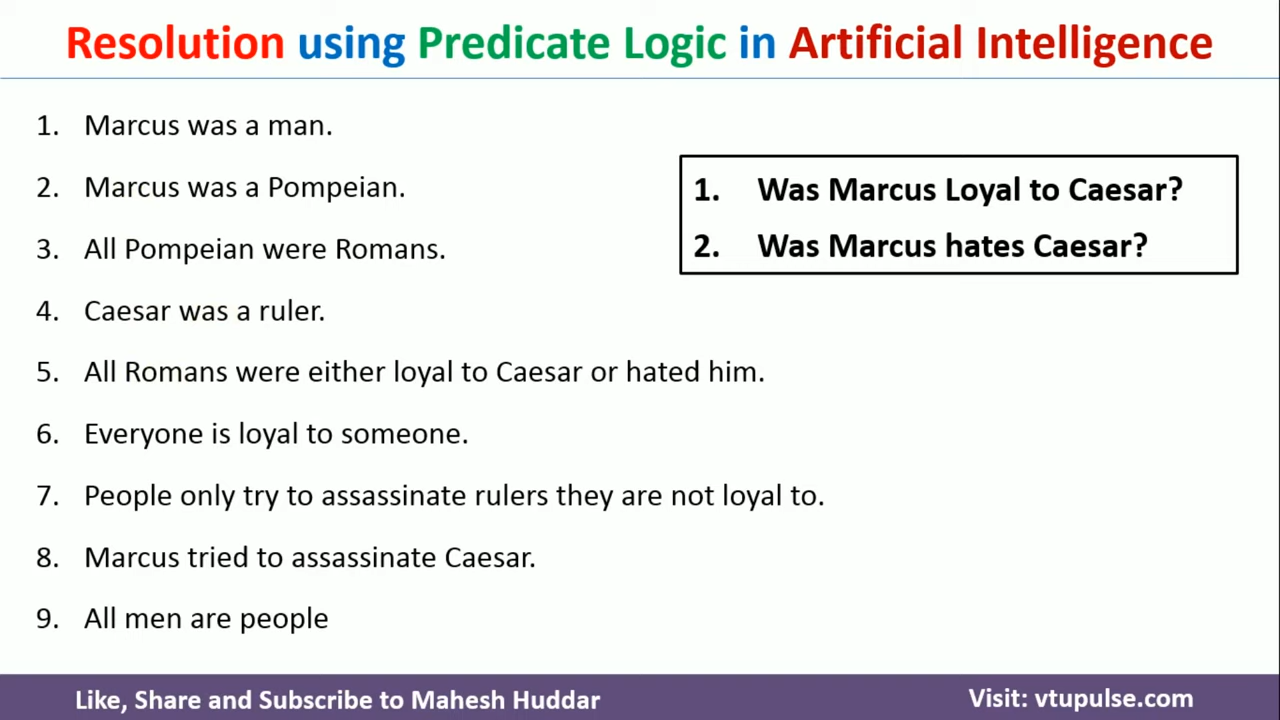 Resolution using Predicate Logic in Artificial Intelligence
1. Marcus was a man.
2. Marcus was a Pompeian.
3. All Pompeian were Romans.
4. Caesar was a ruler.
5. All Romans were either loyal to Caesar or hated him.
6. Everyone is loyal to someone.
7. People only try to assassinate rulers they are not loyal to.
8. Marcus tried to assassinate Caesar.
9. All men are people
1. Was Marcus Loyal to Caesar?
2. Was Marcus hates Caesar?
Like, Share and Subscribe to Mahesh Huddar
Visit: vtupulse.com